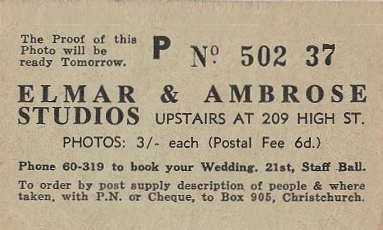 The Proof of this
Photo will be
ready Tomorrow.
P No. 502 37
ELMAR & AMBROSE
STUDIOS UPSTAIRS AT 209 HIGH ST.
PHOTOS: 3/- each (Postal Fee 6d.)
Phone 60-319 to book your Wedding. 21st, Staff Ball.
To order by post supply description of people & where
taken, with P.N. or Cheque, to Box 905, Christchurch.